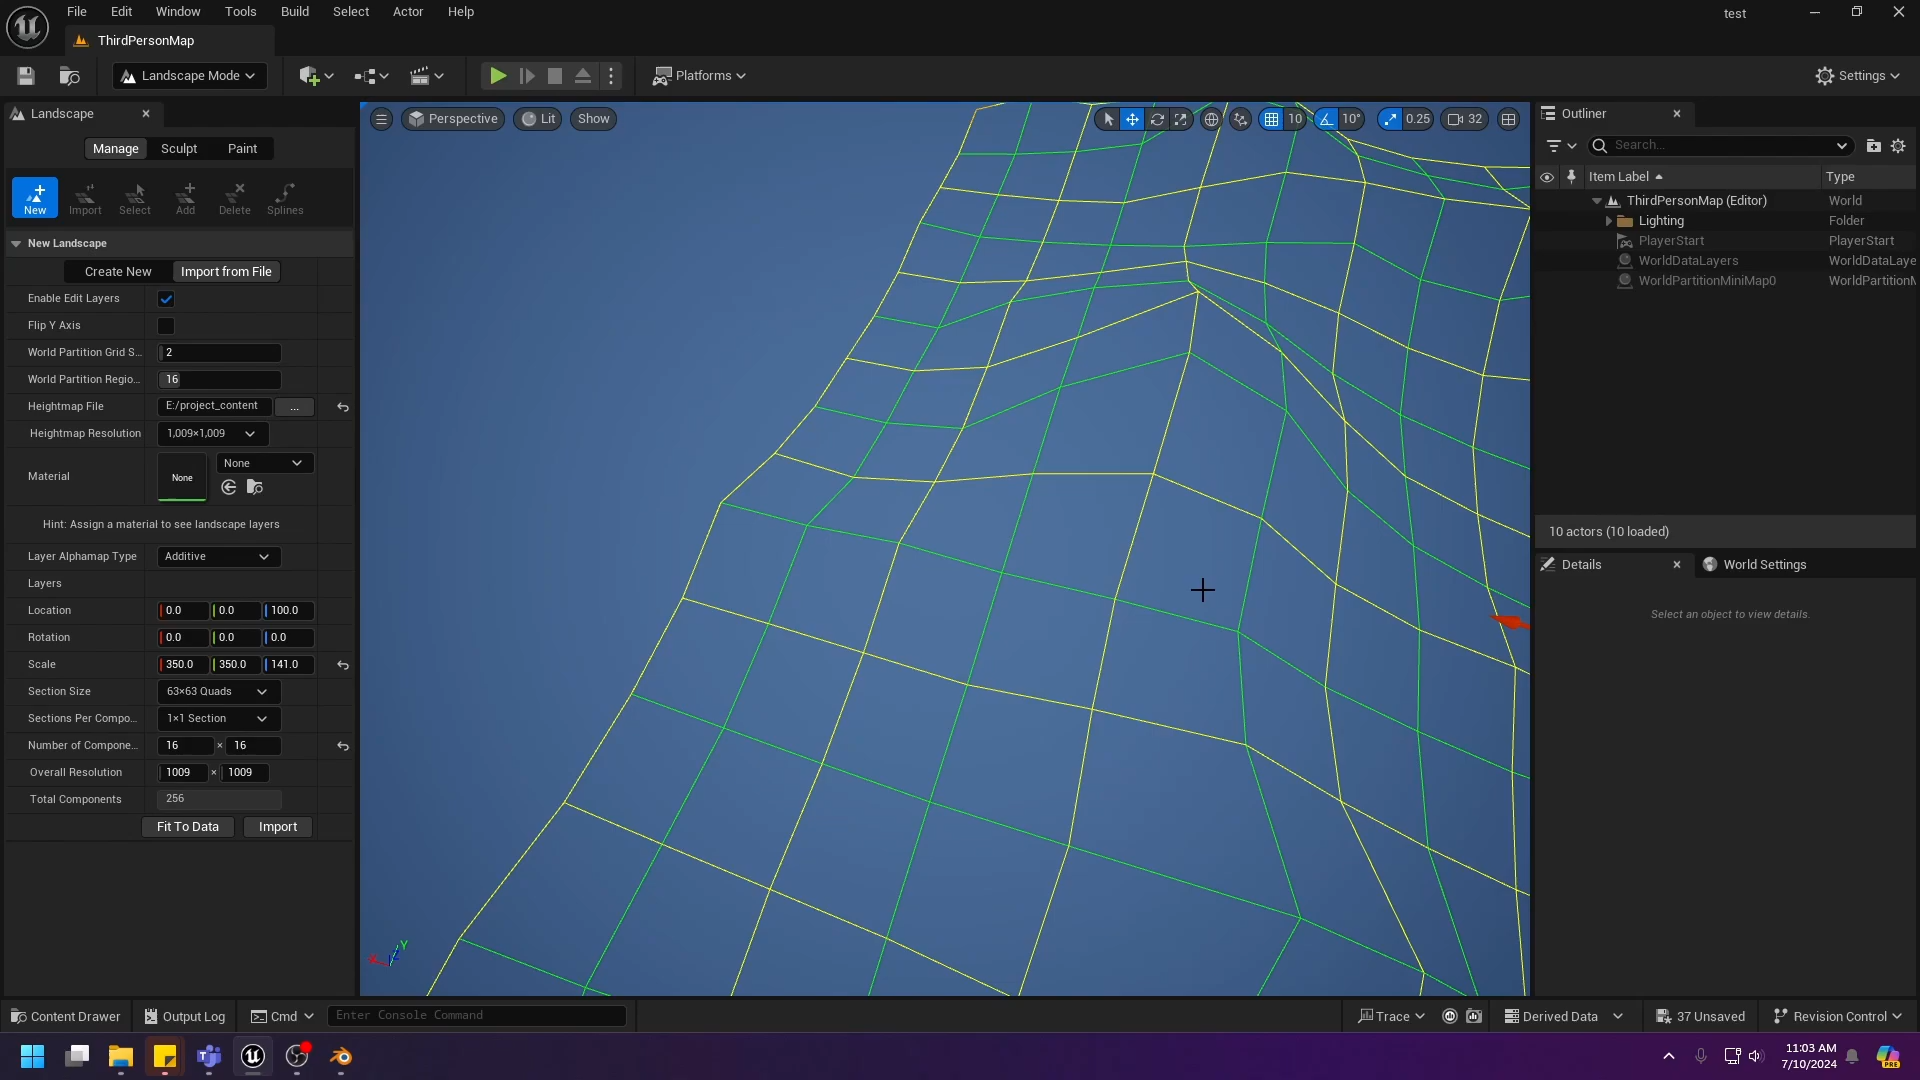 File Edit Window Tools Build Select Actor Help
test
ThirdPersonMap
Landscape Mode
Platforms
Settings
Landscape
Manage Sculpt Paint
New Import Select Add Delete Splines
New Landscape
Create New Import from File
Enable Edit Layers
Flip Y Axis
World Partition Grid S... 2
World Partition Regio... 16
Heightmap File E:/project_content ...
Heightmap Resolution 1,009×1,009
Material None None
Hint: Assign a material to see landscape layers
Layer Alphamap Type Additive
Layers
Location 0.0 0.0 100.0
Rotation 0.0 0.0 0.0
Scale 350.0 350.0 141.0
Section Size 63×63 Quads
Sections Per Compo... 1×1 Section
Number of Compone... 16 × 16
Overall Resolution 1009 × 1009
Total Components 256
Fit To Data Import
Perspective Lit Show
10 10° 0.25 32
Y
Outliner
Search...
Item Label Type
ThirdPersonMap (Editor) World
Lighting Folder
PlayerStart PlayerStart
WorldDataLayers WorldDataLaye
WorldPartitionMiniMap0 WorldPartitionM
10 actors (10 loaded)
Details World Settings
Select an object to view details.
Content Drawer Output Log Cmd Enter Console Command
Trace Derived Data 37 Unsaved Revision Control
11:03 AM
7/10/2024
PRE